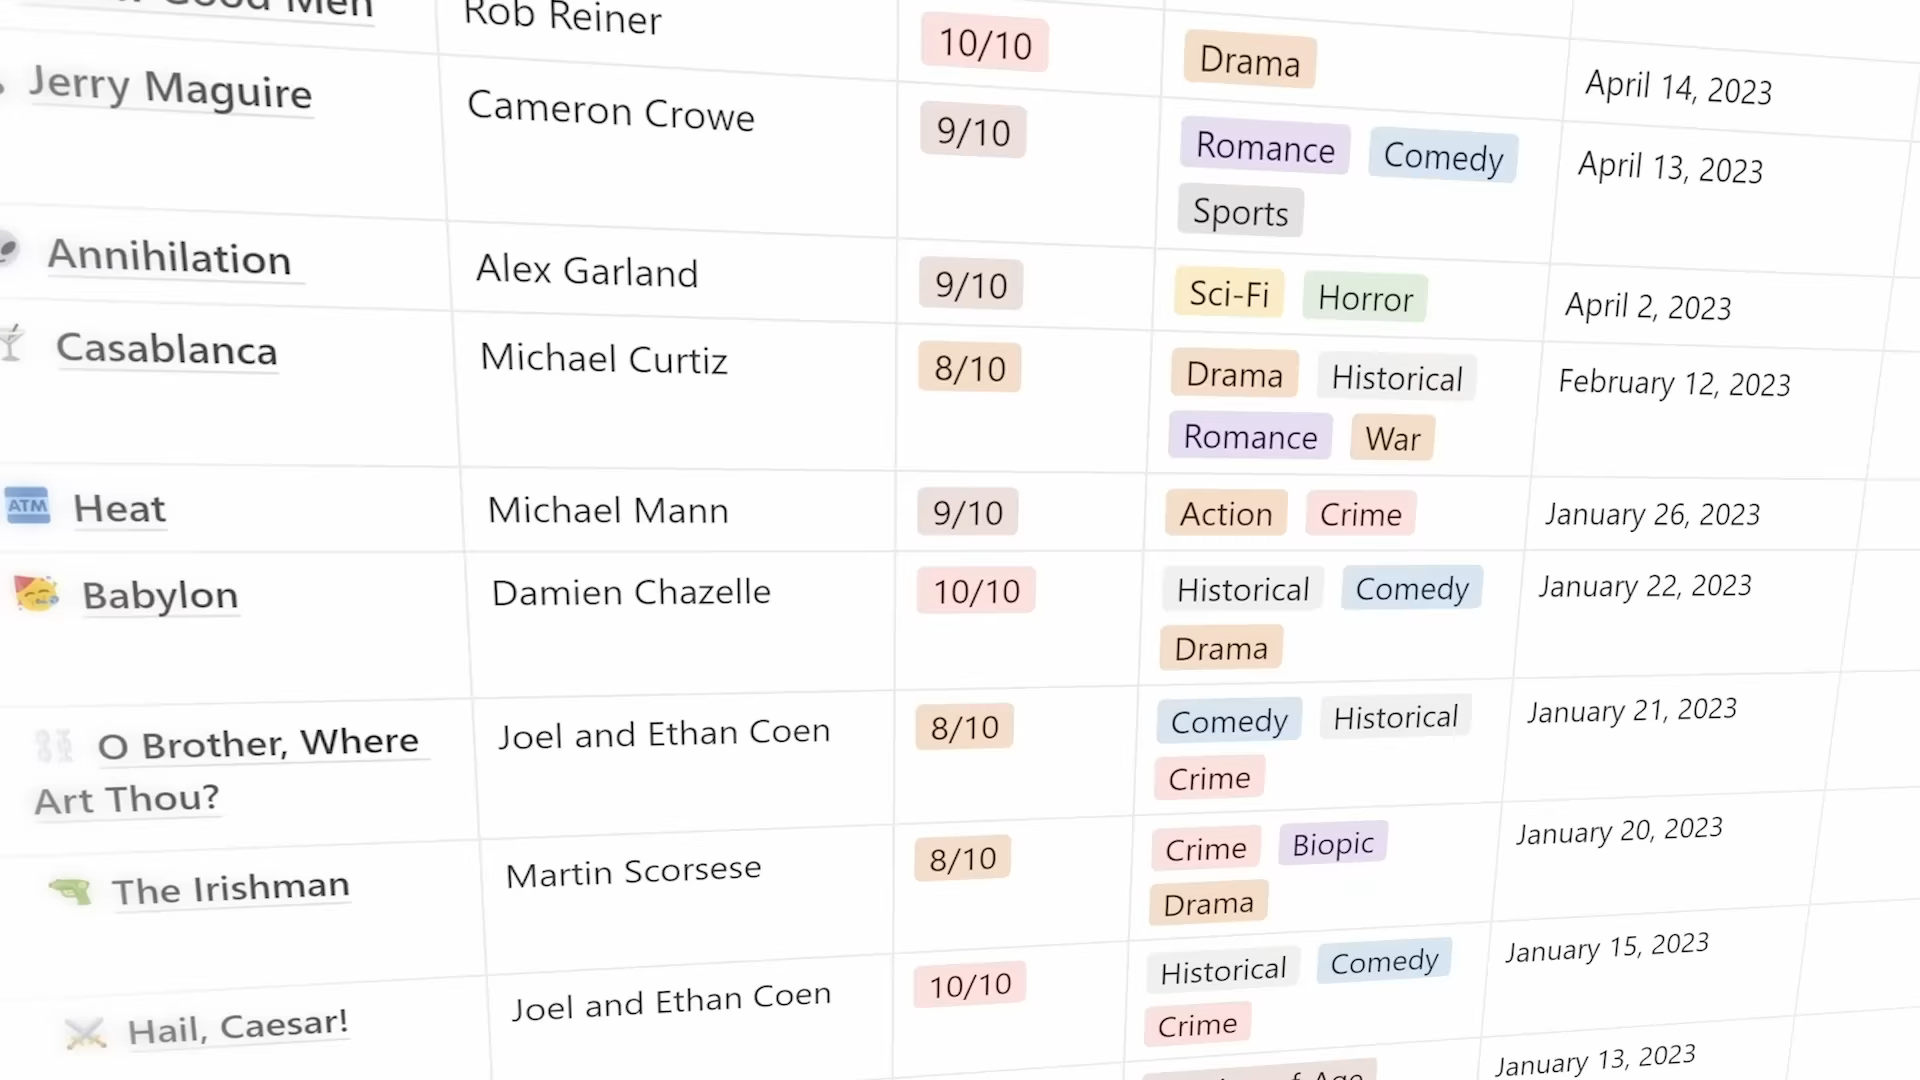 Good Men Rob Reiner 10/10 Drama April 14, 2023
Jerry Maguire Cameron Crowe 9/10 Romance Comedy April 13, 2023
Sports
Annihilation Alex Garland 9/10 Sci-Fi Horror April 2, 2023
Casablanca Michael Curtiz 8/10 Drama Historical February 12, 2023
Romance War
ATM Heat Michael Mann 9/10 Action Crime January 26, 2023
Babylon Damien Chazelle 10/10 Historical Comedy January 22, 2023
Drama
O Brother, Where Joel and Ethan Coen 8/10 Comedy Historical January 21, 2023
Art Thou? Crime
The Irishman Martin Scorsese 8/10 Crime Biopic January 20, 2023
Drama
Hail, Caesar! Joel and Ethan Coen 10/10 Historical Comedy January 15, 2023
Crime
January 13, 2023